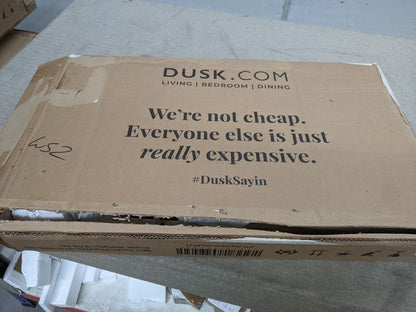 DUSK.COM
LIVING | BEDROOM | DINING
We're not cheap.
Everyone else is just
really expensive.
#DuskSayin
WS2